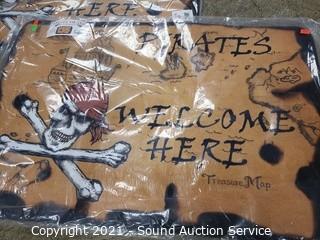 O HERE
PIRATES
WELCOME
HERE
Treasure Map
Copyright 2021 - Sound Auction Service